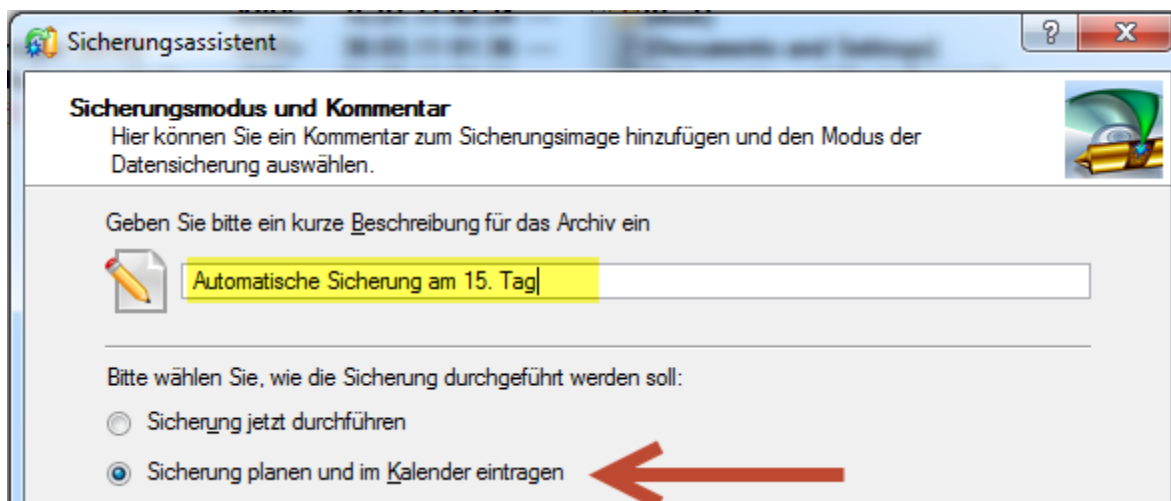 Sicherungsassistent
Sicherungsmodus und Kommentar
Hier können Sie ein Kommentar zum Sicherungsimage hinzufügen und den Modus der
Datensicherung auswählen.
Geben Sie bitte ein kurze Beschreibung für das Archiv ein
Automatische Sicherung am 15. Tag
Bitte wählen Sie, wie die Sicherung durchgeführt werden soll:
Sicherung jetzt durchführen
Sicherung planen und im Kalender eintragen